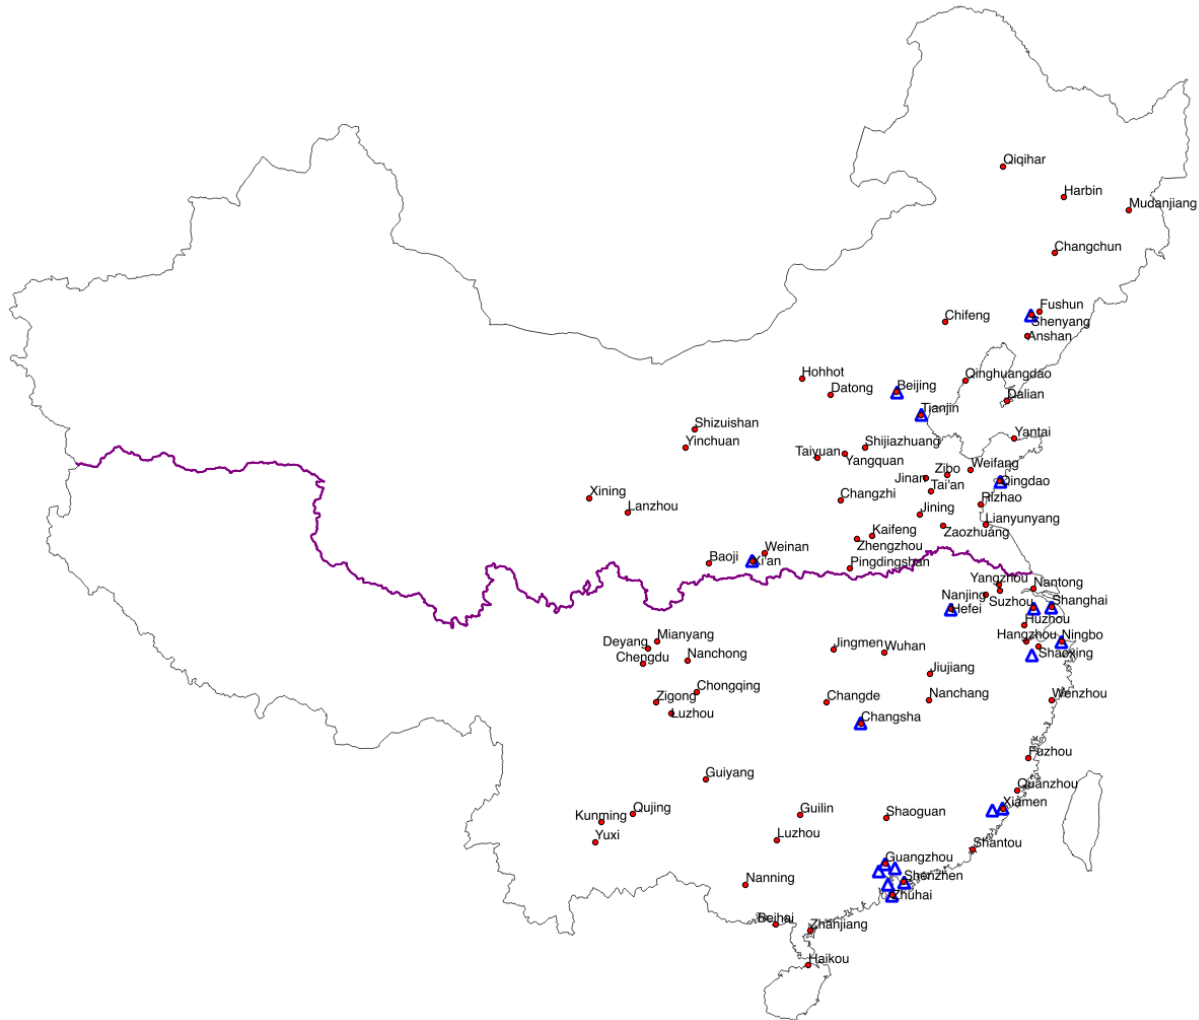 Qiqihar
Harbin
Mudanjiang
Changchun
Fushun
Chifeng
Shenyang
Anshan
Hohhot
Qinghuangdao
Datong
Beijing
Dalian
Tianjin
Shizuishan
Yantai
Yinchuan
Shijiazhuang
Taiyuan
Yangquan
Weifang
Zibo
Jinan
Tai'an
Qingdao
Xining
Changzhi
Rizhao
Lanzhou
Jining
Lianyunyang
Kaifeng
Zaozhuang
Zhengzhou
Weinan
Baoji
Xi'an
Pingdingshan
Yangzhou
Nantong
Nanjing
Suzhou
Shanghai
Hefei
Huzhou
Mianyang
Hangzhou
Ningbo
Deyang
Jingmen
Wuhan
Shaoxing
Chengdu
Nanchong
Jiujiang
Chongqing
Zigong
Changde
Nanchang
Wenzhou
Luzhou
Changsha
Fuzhou
Guiyang
Quanzhou
Xiamen
Qujing
Guilin
Kunming
Shaoguan
Yuxi
Luzhou
Shantou
Guangzhou
Nanning
Shenzhen
Zhuhai
Beihai
Zhanjiang
Haikou